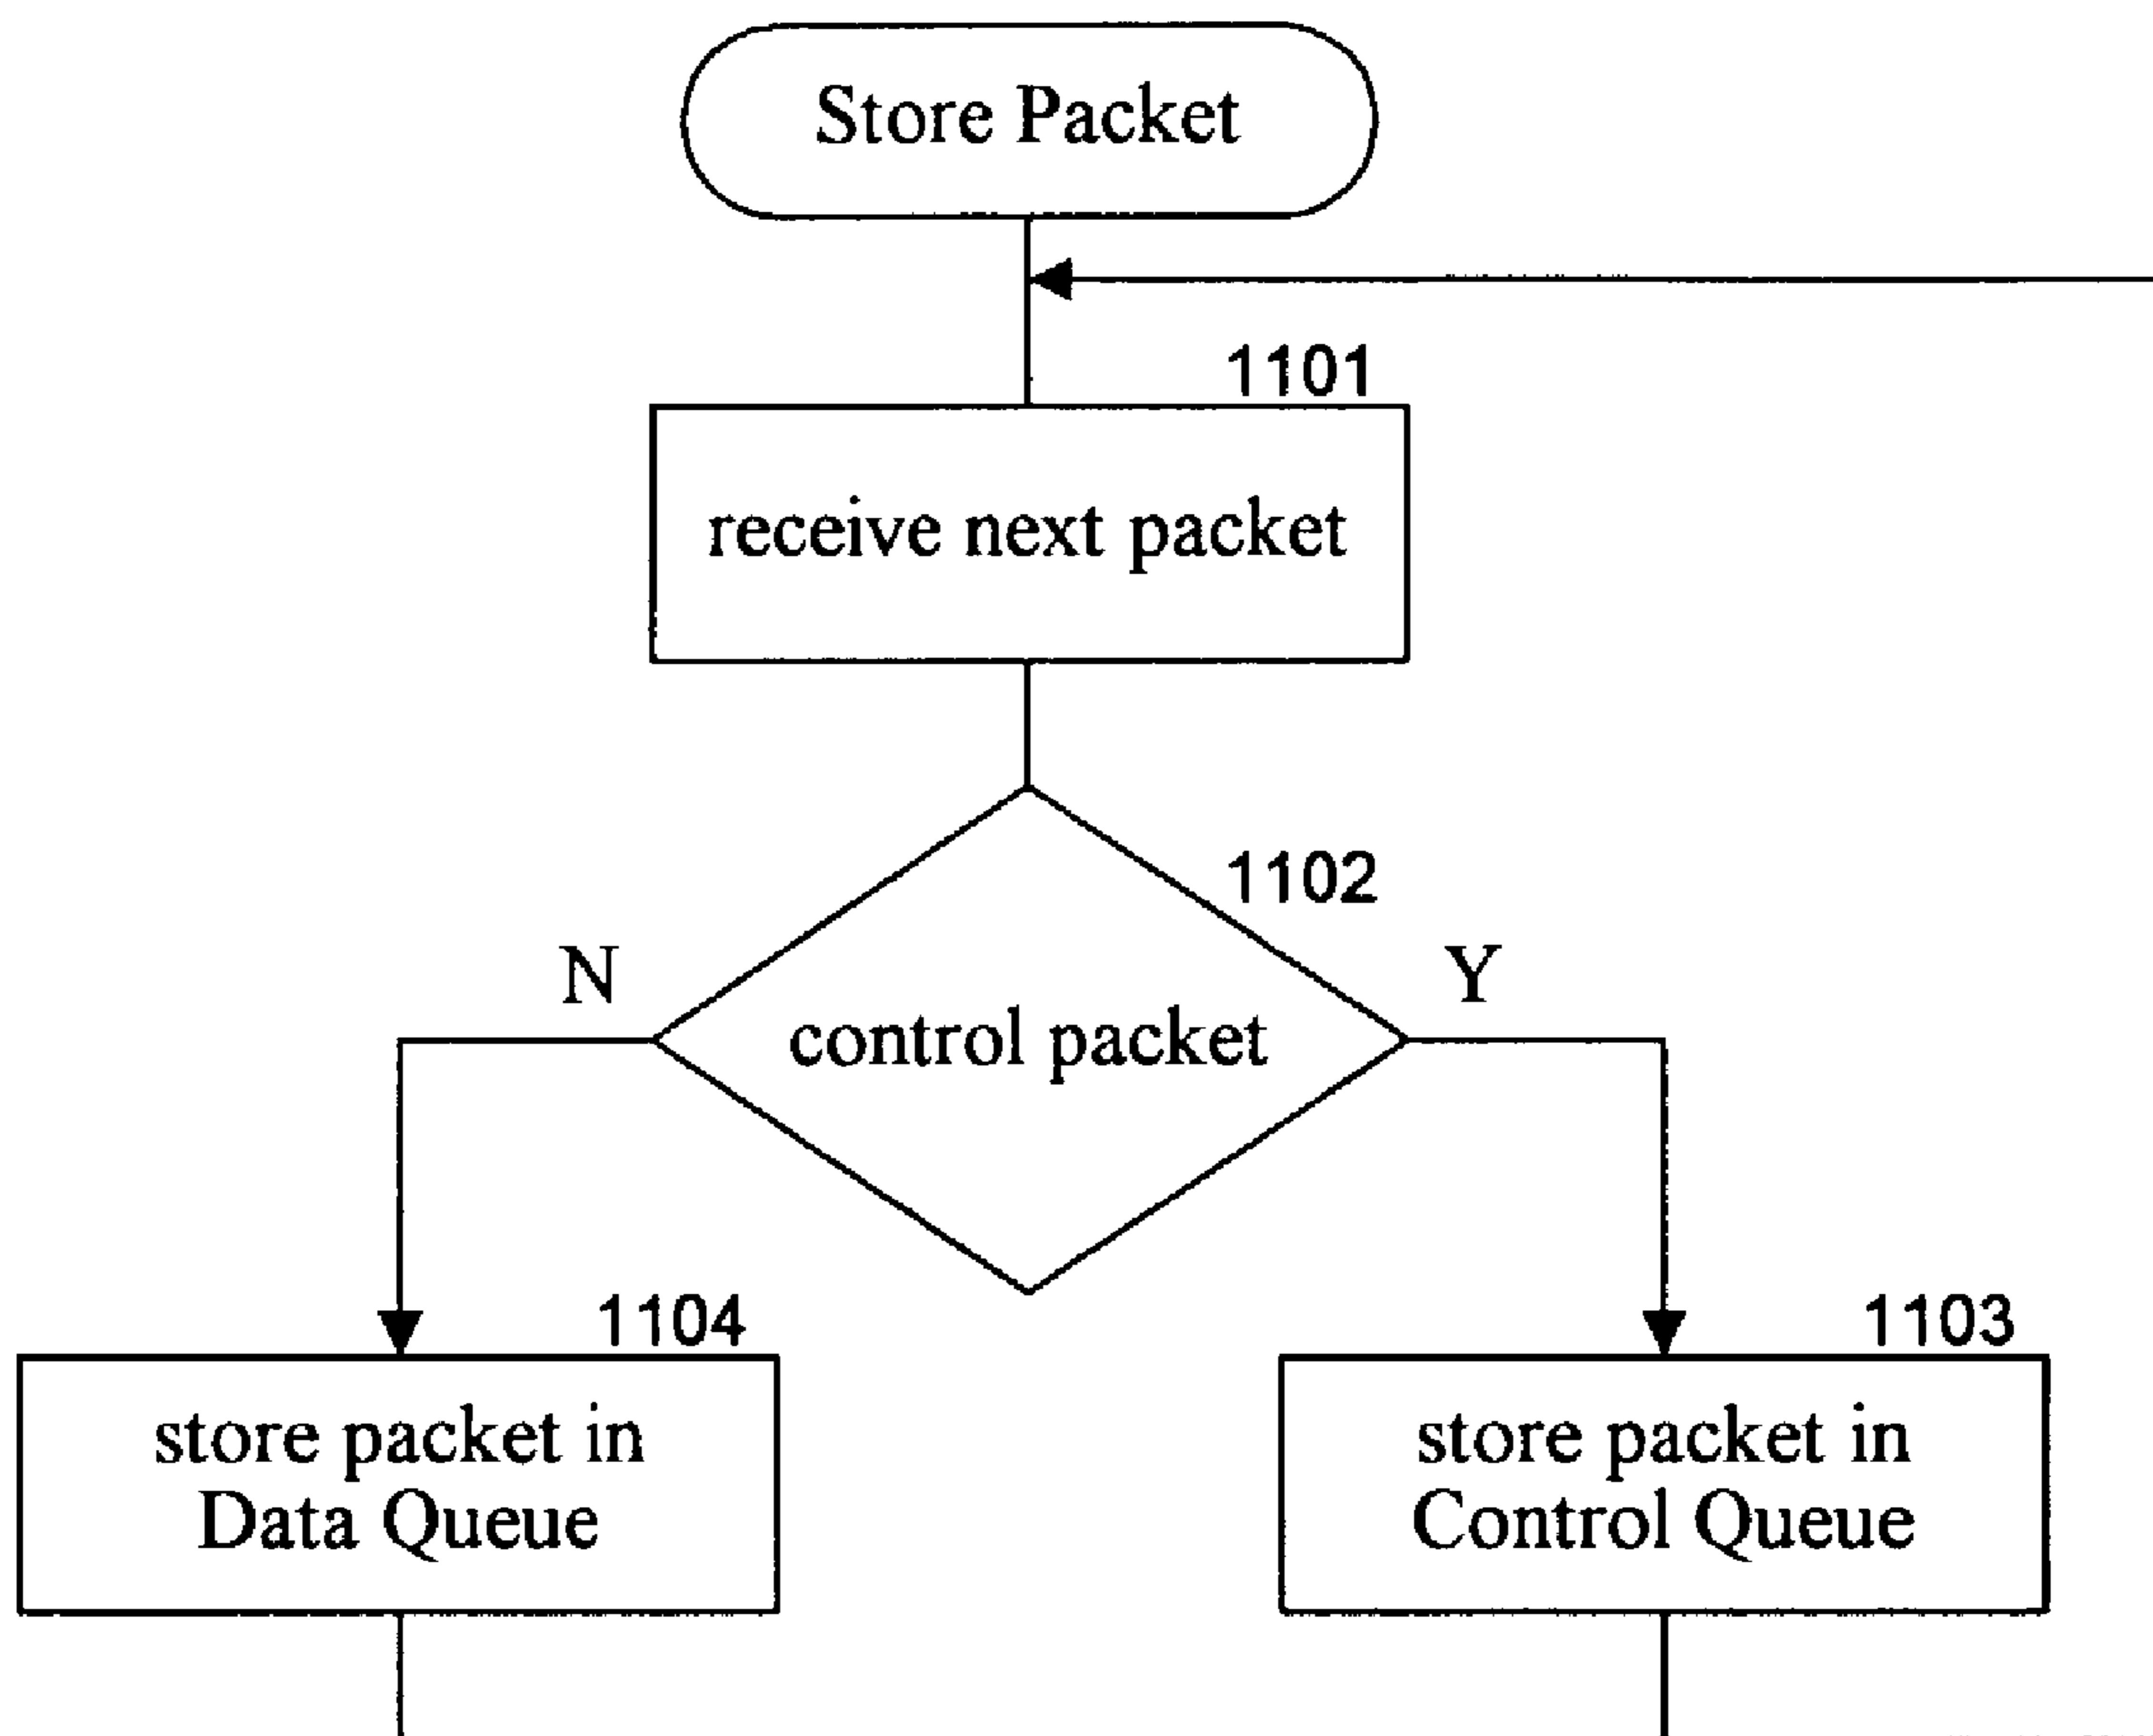 Store Packet
1101
receive next packet
1102
N
Y
control packet
1104
1103
store packet in
Data Queue
store packet in
Control Queue